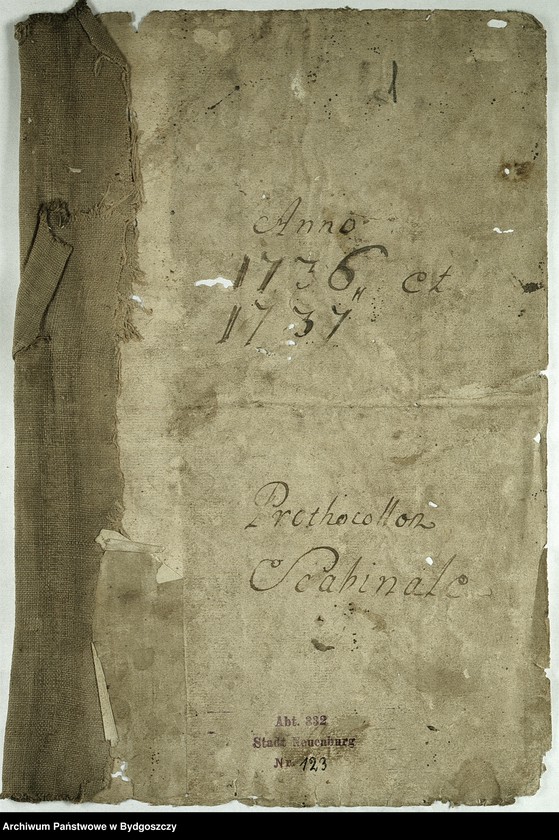 1
Anno
1736 et
1737
Prothocollon
Scabinale
Abt. 332
Stadt Neuenburg
Nr. 123
Archiwum Państwowe w Bydgoszczy